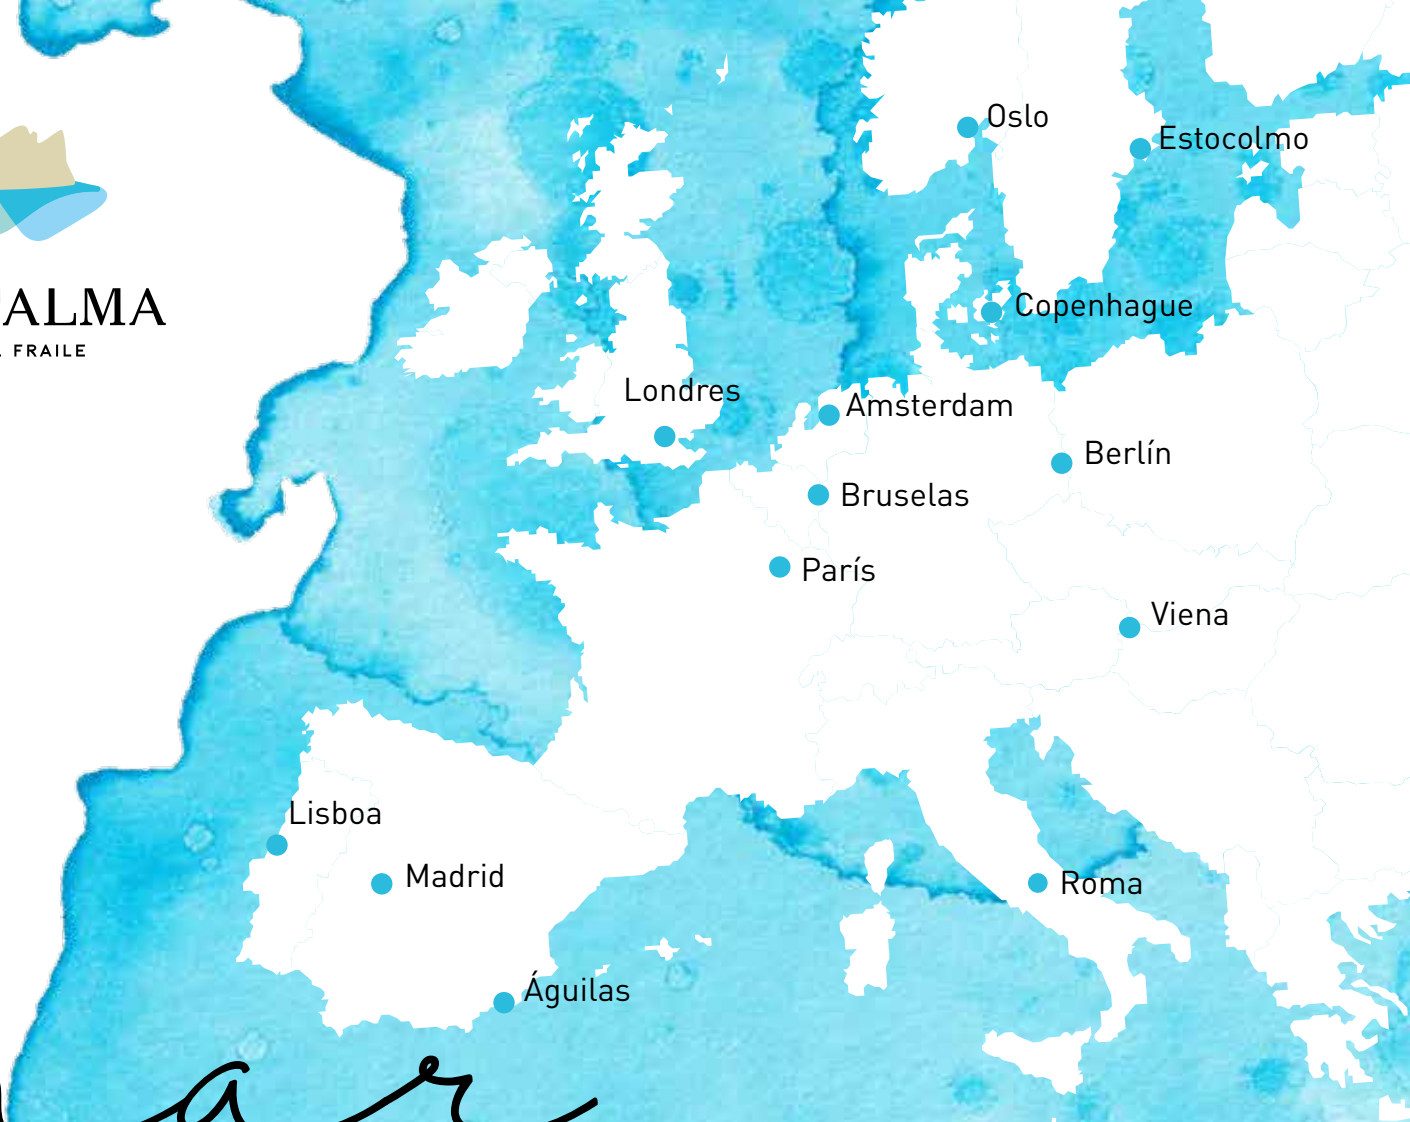 Oslo
Estocolmo
ALMA
Copenhague
FRAILE
Londres
Amsterdam
Berlín
Bruselas
París
Viena
Lisboa
Madrid
Roma
Águilas